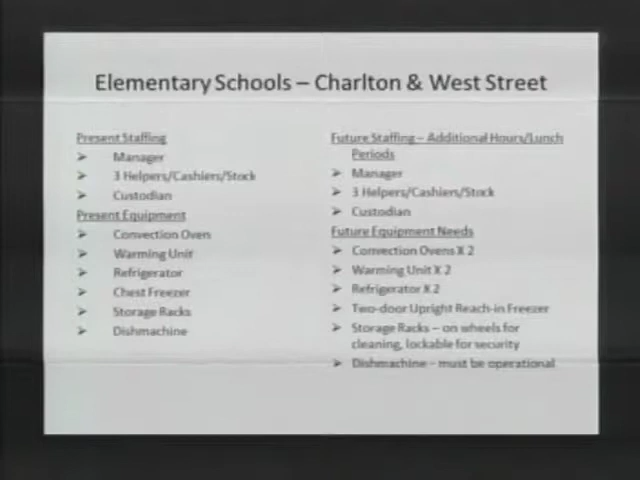 Elementary Schools – Charlton & West Street
Present Staffing
➢ Manager
➢ 3 Helpers/Cashiers/Stock
➢ Custodian
Present Equipment
➢ Convection Oven
➢ Warming Unit
➢ Refrigerator
➢ Chest Freezer
➢ Storage Racks
➢ Dishmachine
Future Staffing – Additional Hours/Lunch
Periods
➢ Manager
➢ 3 Helpers/Cashiers/Stock
➢ Custodian
Future Equipment Needs
➢ Convection Ovens X 2
➢ Warming Unit X 2
➢ Refrigerator X 2
➢ Two-door Upright Reach-in Freezer
➢ Storage Racks – on wheels for
cleaning, lockable for security
➢ Dishmachine – must be operational